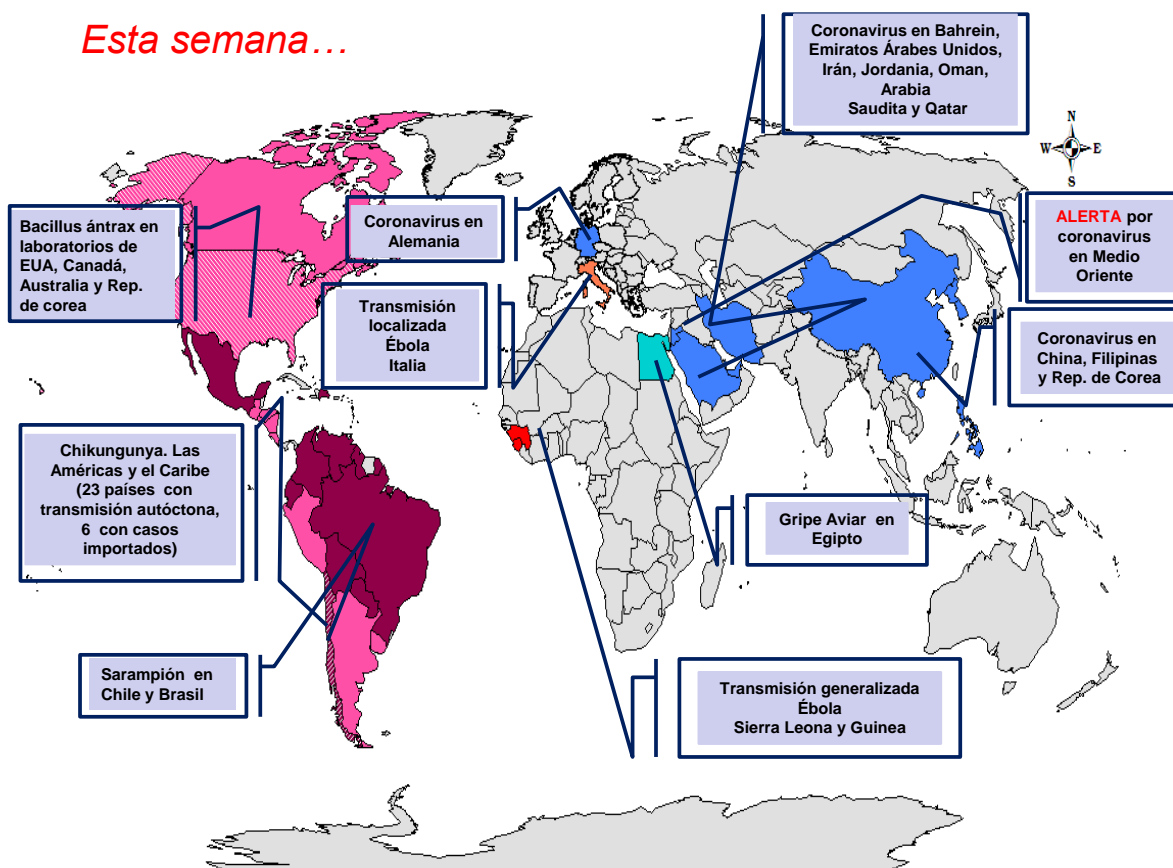 Esta semana…
Coronavirus en Bahrein,
Emiratos Árabes Unidos,
Irán, Jordania, Oman,
Arabia
Saudita y Qatar
N
W
E
S
Bacillus ántrax en
laboratorios de
EUA, Canadá,
Australia y Rep.
de corea
Coronavirus en
Alemania
ALERTA por
coronavirus
en Medio
Oriente
Transmisión
localizada
Ébola
Italia
Coronavirus en
China, Filipinas
y Rep. de Corea
Chikungunya. Las
Américas y el Caribe
(23 países con
transmisión autóctona,
6 con casos
importados)
Gripe Aviar en
Egipto
Sarampión en
Chile y Brasil
Transmisión generalizada
Ébola
Sierra Leona y Guinea